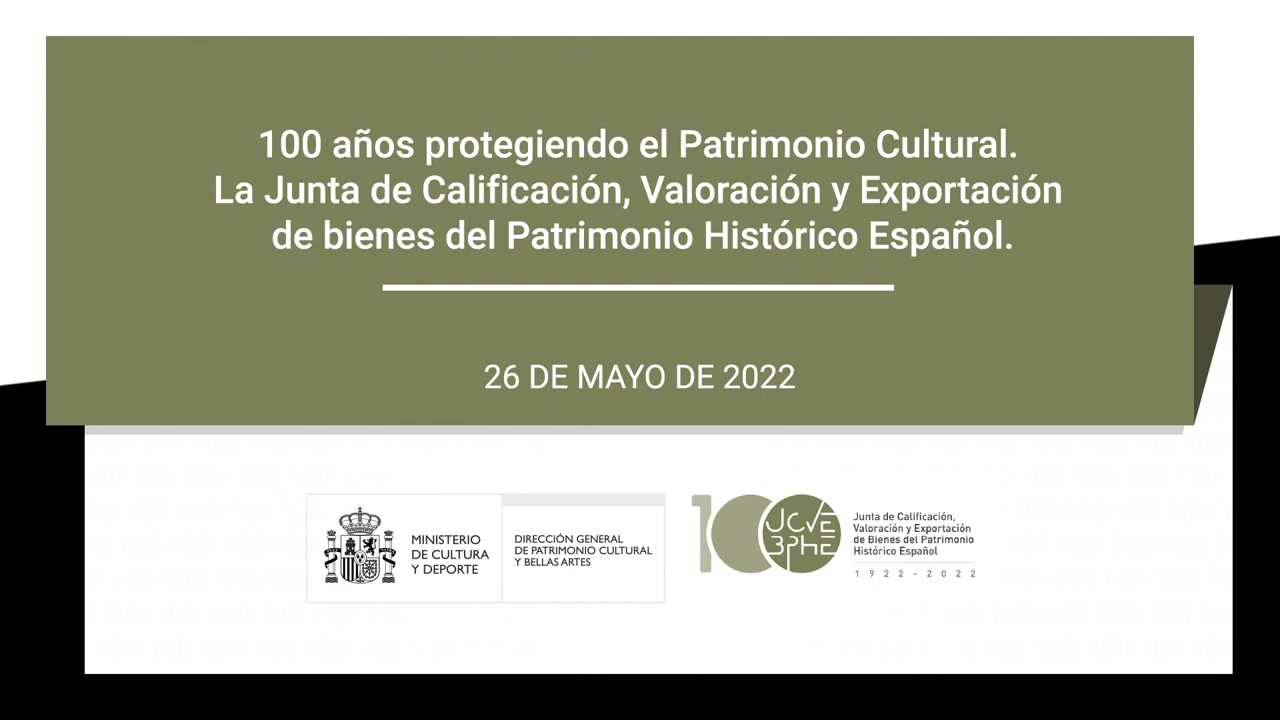 100 años protegiendo el Patrimonio Cultural.
La Junta de Calificación, Valoración y Exportación
de bienes del Patrimonio Histórico Español.
26 DE MAYO DE 2022
MINISTERIO
DE CULTURA
Y DEPORTE
DIRECCIÓN GENERAL
DE PATRIMONIO CULTURAL
Y BELLAS ARTES
100
JCVE
BPHE
Junta de Calificación,
Valoración y Exportación
de Bienes del Patrimonio
Histórico Español
1922-2022